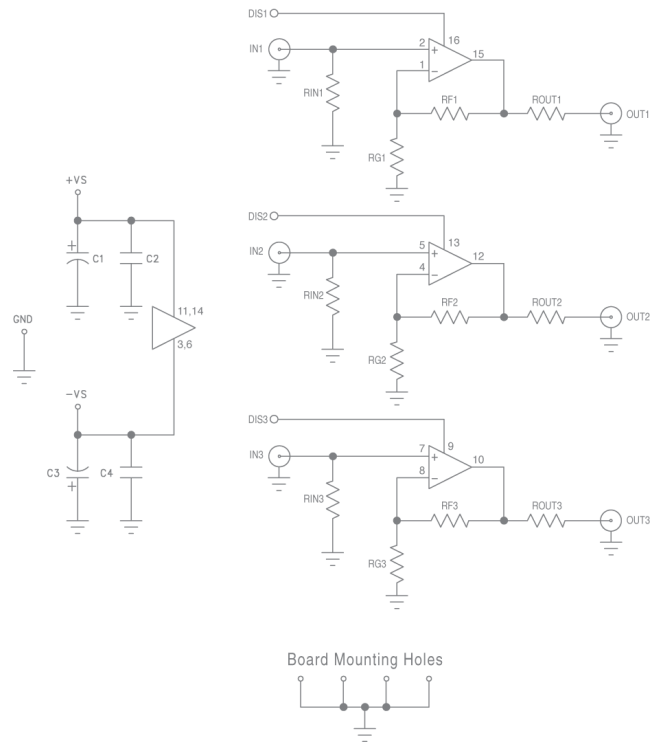 DIS1
16
IN1
2
+
15
1
−
RIN1
RF1
ROUT1
OUT1
RG1
+VS
+
C1
C2
11,14
GND
3,6
−VS
C3
+
C4
DIS2
13
IN2
5
+
12
4
−
RIN2
RF2
ROUT2
OUT2
RG2
DIS3
9
IN3
7
+
10
8
−
RIN3
RF3
ROUT3
OUT3
RG3
Board Mounting Holes